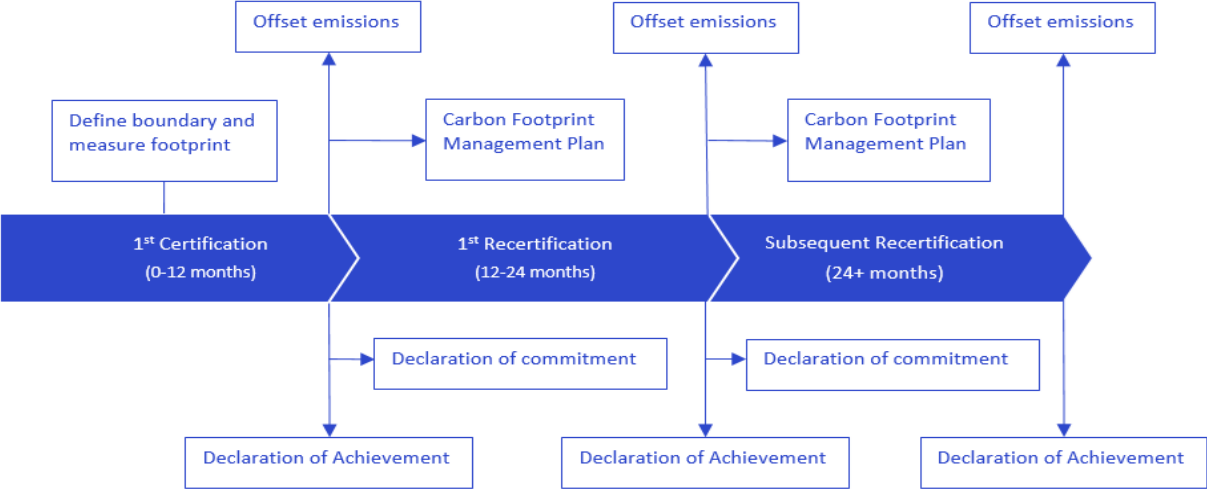 Offset emissions
Offset emissions
Offset emissions
Define boundary and
measure footprint
Carbon Footprint
Management Plan
Carbon Footprint
Management Plan
1st Certification
(0-12 months)
1st Recertification
(12-24 months)
Subsequent Recertification
(24+ months)
Declaration of commitment
Declaration of commitment
Declaration of Achievement
Declaration of Achievement
Declaration of Achievement